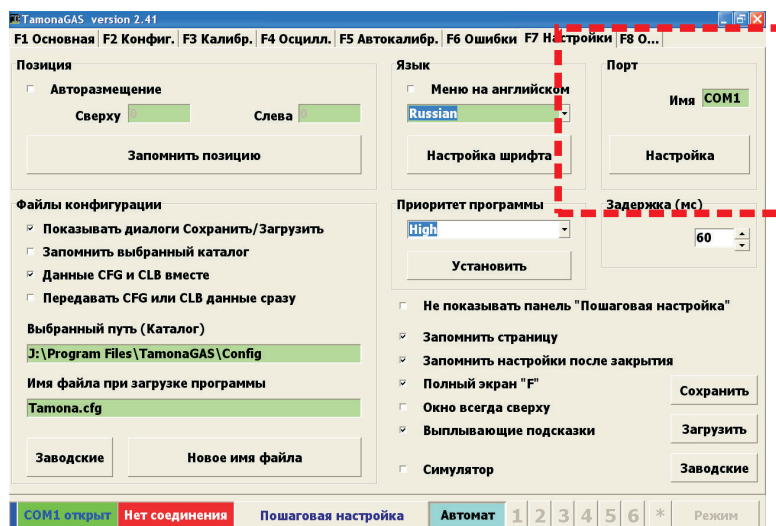 TamonaGAS version 2.41
F1 Основная F2 Конфиг. F3 Калибр. F4 Осцилл. F5 Автокалибр. F6 Ошибки F7 Настройки F8 О...
Позиция
Авторазмещение
Сверху 0 Слева 0
Запомнить позицию
Язык
Меню на английском
Russian
Настройка шрифта
Порт
Имя COM1
Настройка
Файлы конфигурации
Показывать диалоги Сохранить/Загрузить
Запомнить выбранный каталог
Данные CFG и CLB вместе
Передавать CFG или CLB данные сразу
Выбранный путь (Каталог)
J:\Program Files\TamonaGAS\Config
Имя файла при загрузке программы
Tamona.cfg
Заводские Новое имя файла
Приоритет программы
High
Установить
Задержка (мс)
60
Не показывать панель "Пошаговая настройка"
Запомнить страницу
Запомнить настройки после закрытия
Полный экран "F"
Окно всегда сверху
Выплывающие подсказки
Симулятор
Сохранить
Загрузить
Заводские
COM1 открыт Нет соединения Пошаговая настройка Автомат 1 2 3 4 5 6 * Режим